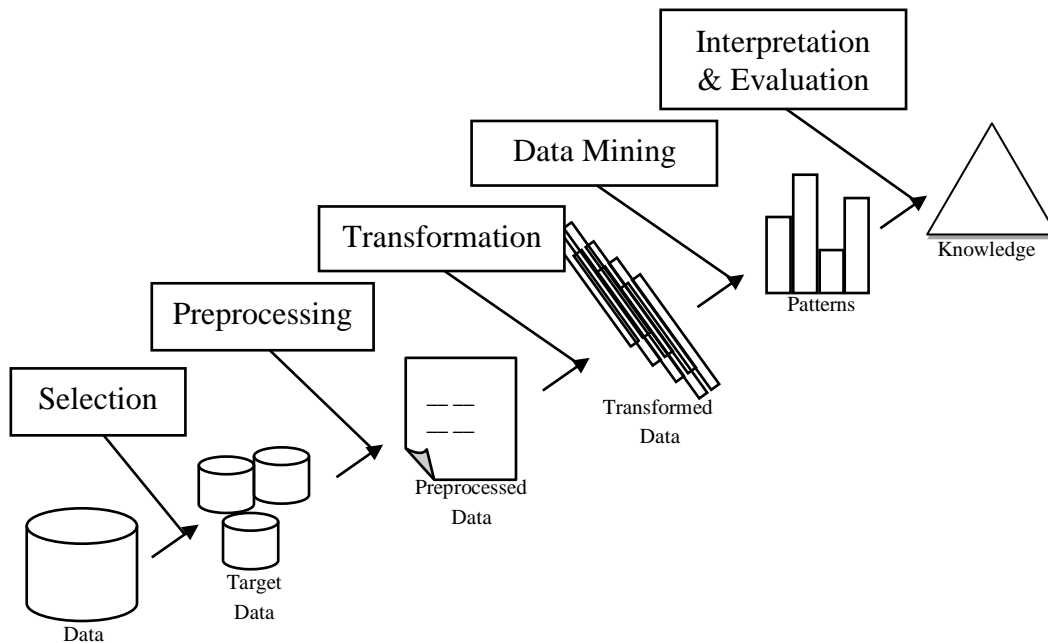 Interpretation
& Evaluation
Data Mining
Transformation
Knowledge
Patterns
Preprocessing
Selection
Transformed
Data
Preprocessed
Data
Target
Data
Data